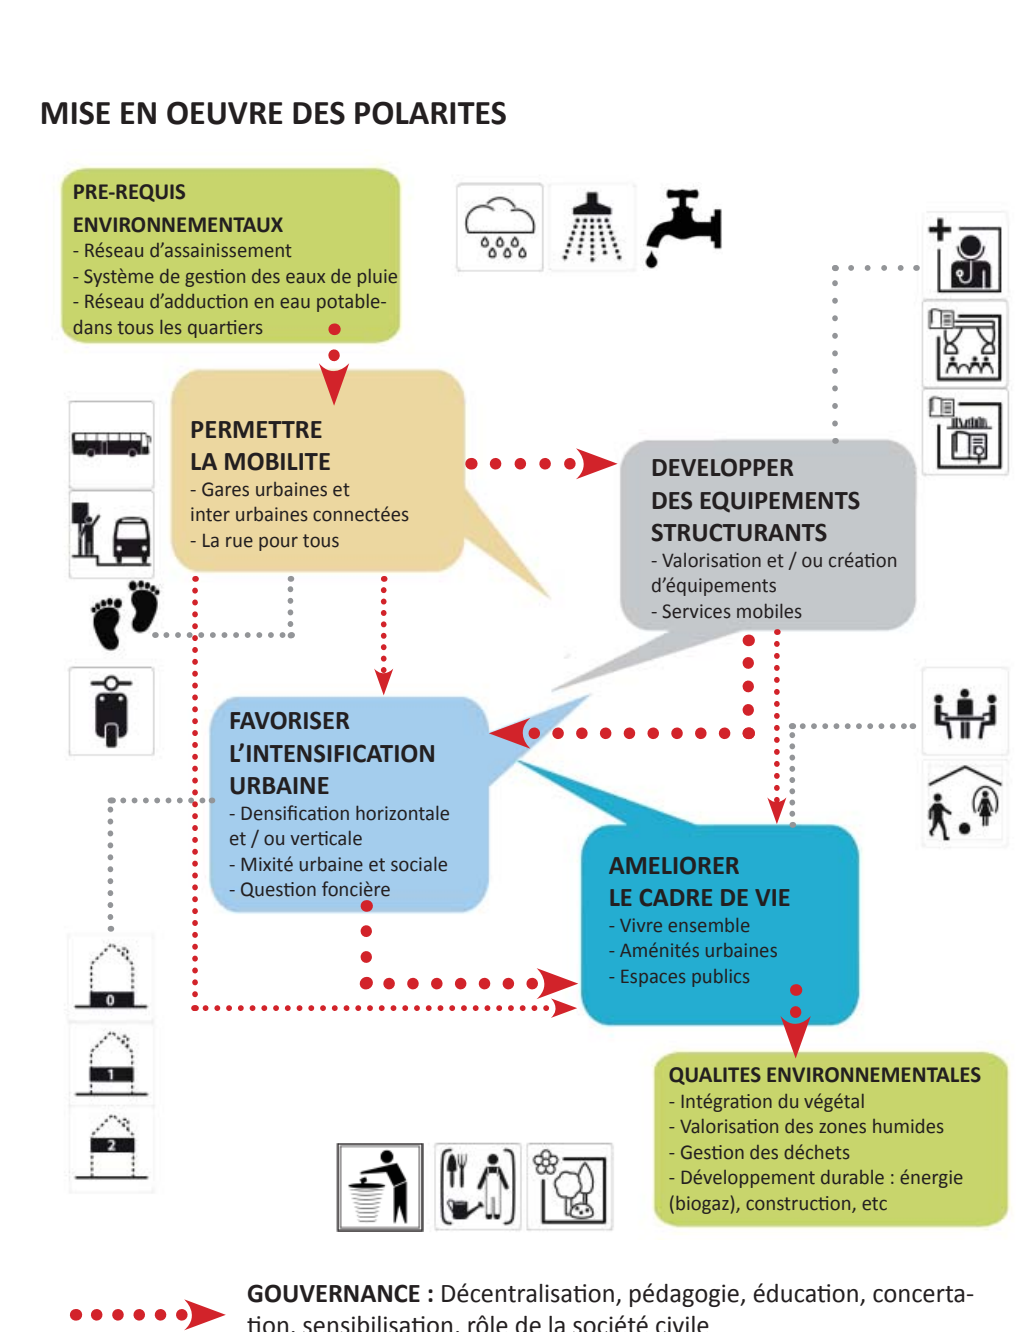 MISE EN OEUVRE DES POLARITES
PRE-REQUIS
ENVIRONNEMENTAUX
- Réseau d’assainissement
- Système de gestion des eaux de pluie
- Réseau d’adduction en eau potable-
dans tous les quartiers
PERMETTRE
LA MOBILITE
- Gares urbaines et
inter urbaines connectées
- La rue pour tous
DEVELOPPER
DES EQUIPEMENTS
STRUCTURANTS
- Valorisation et / ou création
d’équipements
- Services mobiles
FAVORISER
L’INTENSIFICATION
URBAINE
- Densification horizontale
et / ou verticale
- Mixité urbaine et sociale
- Question foncière
AMELIORER
LE CADRE DE VIE
- Vivre ensemble
- Aménités urbaines
- Espaces publics
0
1
2
QUALITES ENVIRONNEMENTALES
- Intégration du végétal
- Valorisation des zones humides
- Gestion des déchets
- Développement durable : énergie
(biogaz), construction, etc
GOUVERNANCE : Décentralisation, pédagogie, éducation, concerta-
tion, sensibilisation, rôle de la société civile